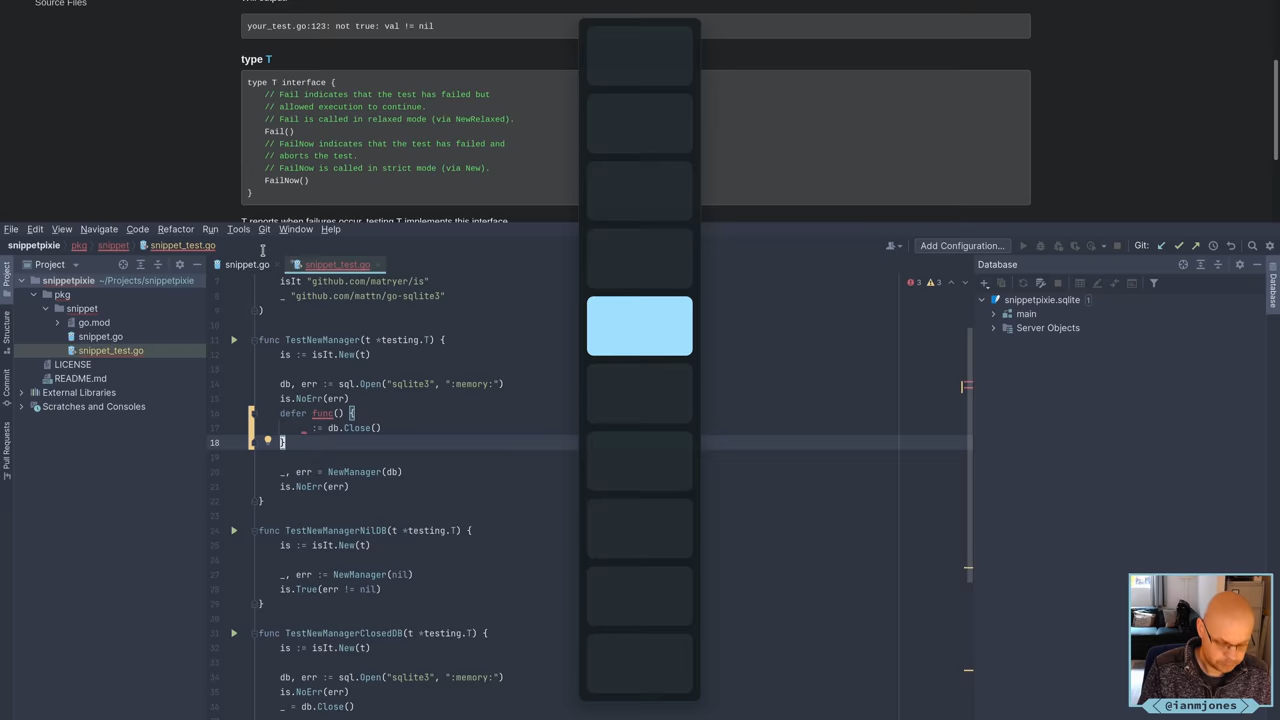 Source Files
your_test.go:123: not true: val != nil
type T
type T interface {
// Fail indicates that the test has failed but
// allowed execution to continue.
// Fail is called in relaxed mode (via NewRelaxed).
Fail()
// FailNow indicates that the test has failed and
// aborts the test.
// FailNow is called in strict mode (via New).
FailNow()
}
T reports when failures occur. testing.T implements this interface.
File Edit View Navigate Code Refactor Run Tools Git Window Help
snippetpixie pkg snippet snippet_test.go
Add Configuration...
Git:
Project
snippet.go
snippet_test.go
Database
snippetpixie ~/Projects/snippetpixie
pkg
snippet
go.mod
snippet.go
snippet_test.go
LICENSE
README.md
External Libraries
Scratches and Consoles
Project
Structure
Commit
Pull Requests
7 isIt "github.com/matryer/is"
8 _ "github.com/mattn/go-sqlite3"
9 )
10
11 func TestNewManager(t *testing.T) {
12 is := isIt.New(t)
13
14 db, err := sql.Open("sqlite3", ":memory:")
15 is.NoErr(err)
16 defer func() {
17 := db.Close()
18 }
19
20 _, err = NewManager(db)
21 is.NoErr(err)
22 }
23
24 func TestNewManagerNilDB(t *testing.T) {
25 is := isIt.New(t)
26
27 _, err := NewManager(nil)
28 is.True(err != nil)
29 }
30
31 func TestNewManagerClosedDB(t *testing.T) {
32 is := isIt.New(t)
33
34 db, err := sql.Open("sqlite3", ":memory:")
35 is.NoErr(err)
36 _ = db.Close()
3 3
snippetpixie.sqlite 1
main
Server Objects
Database
@ianmjones